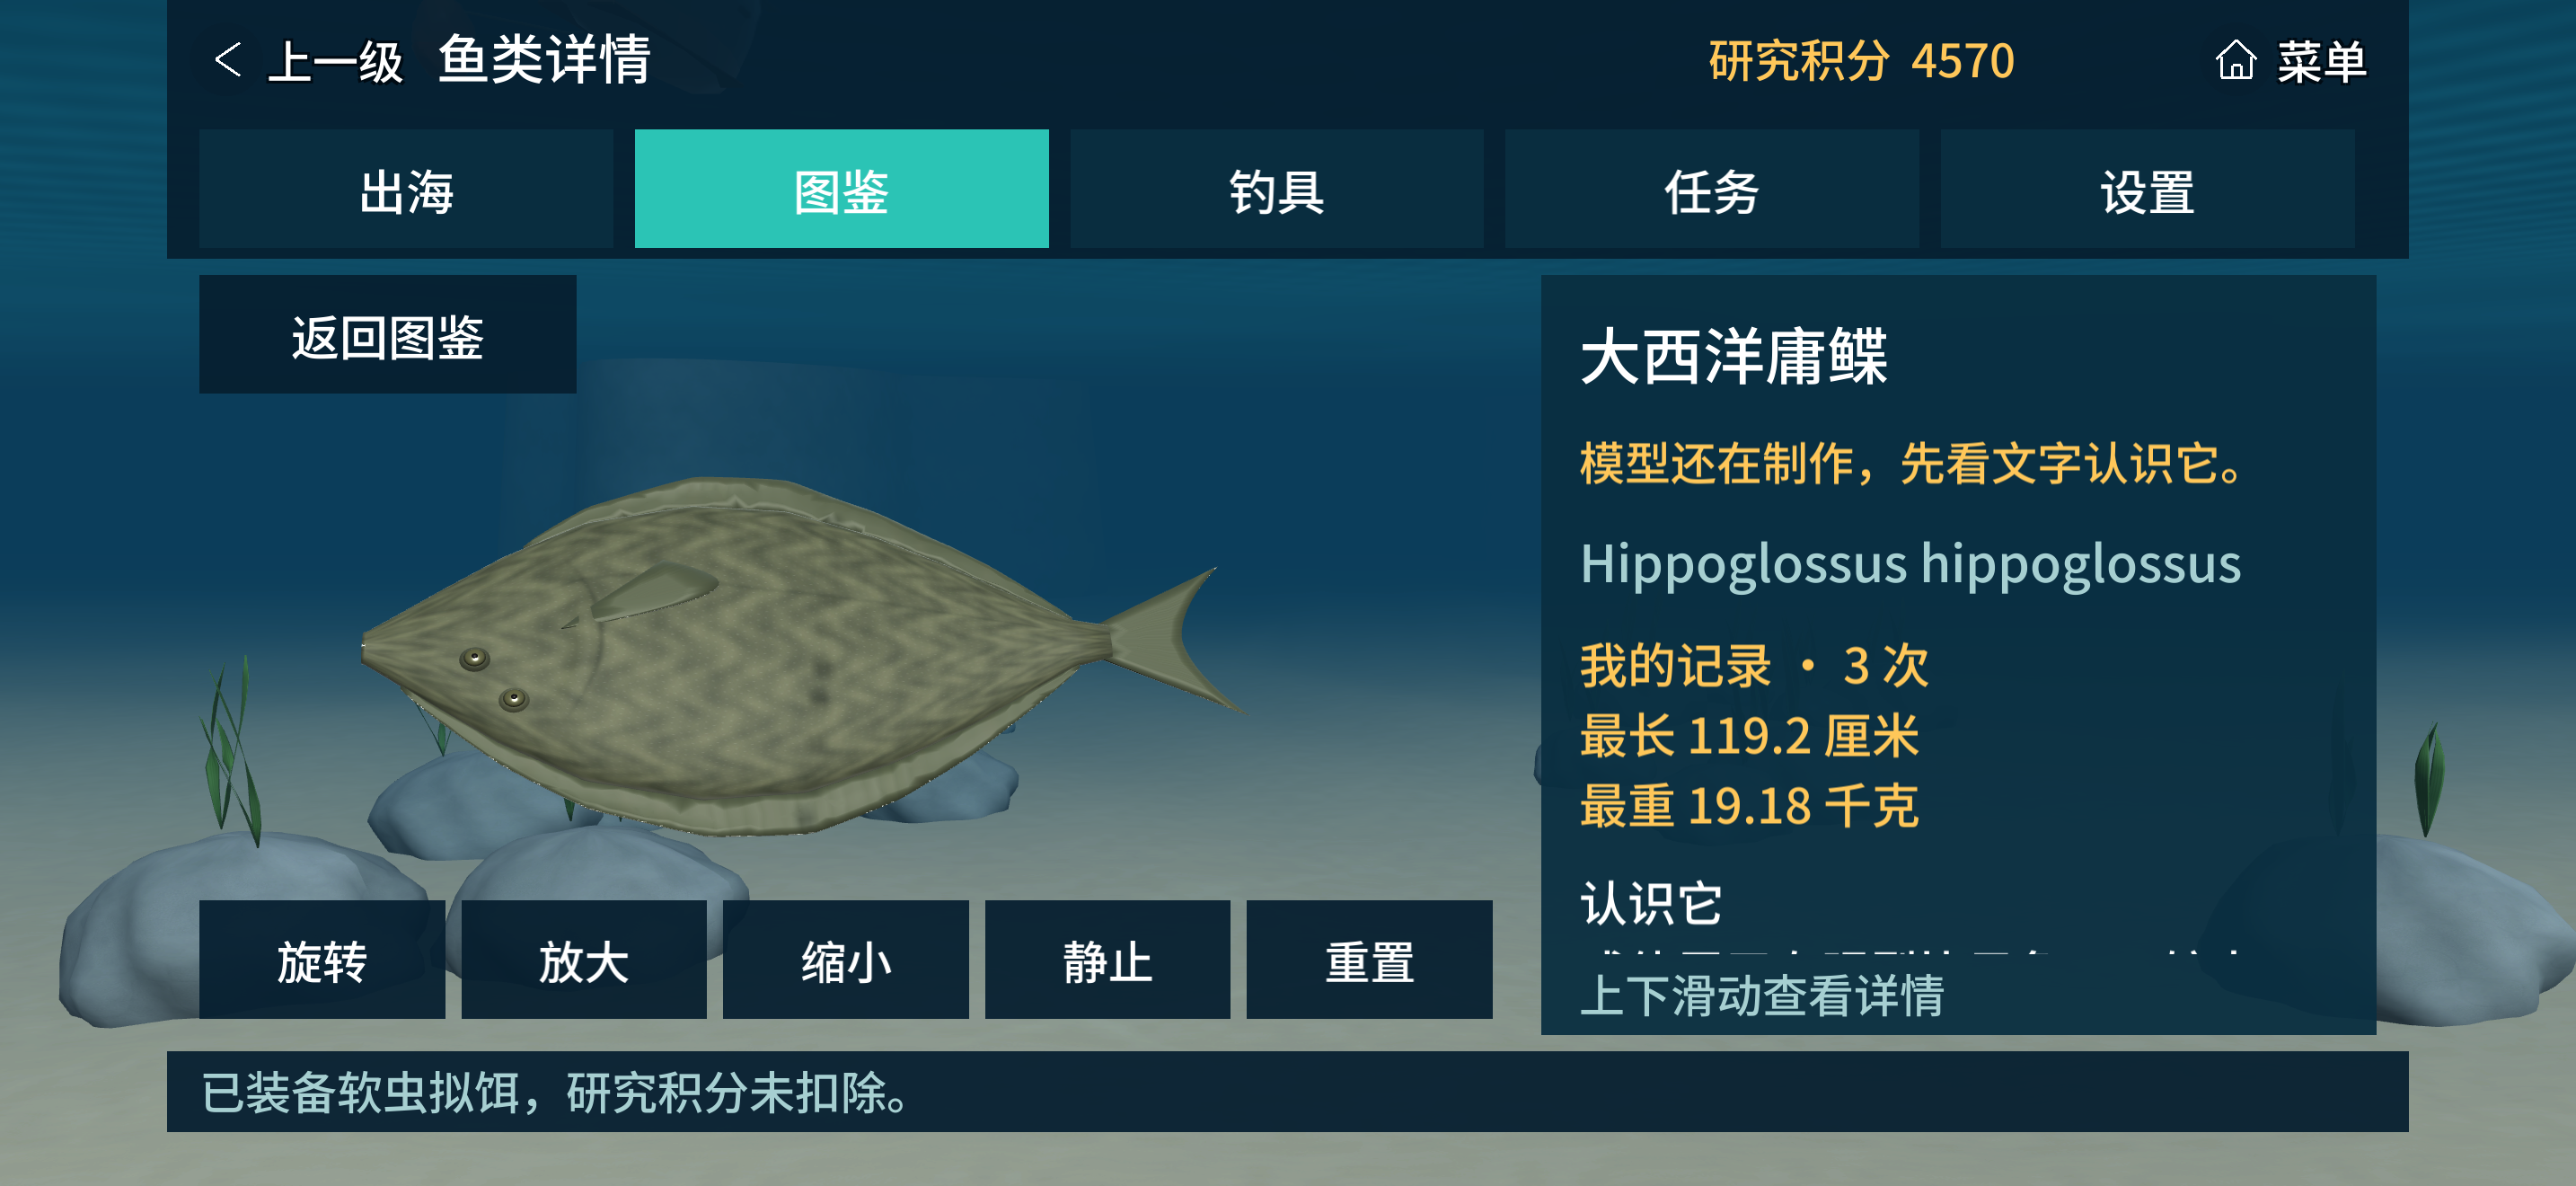 上一级 鱼类详情 研究积分 4570 菜单
出海 图鉴 钓具 任务 设置
返回图鉴
大西洋庸鲽
模型还在制作，先看文字认识它。
Hippoglossus hippoglossus
我的记录 · 3 次
最长 119.2 厘米
最重 19.18 千克
认识它
上下滑动查看详情
旋转 放大 缩小 静止 重置
已装备软虫拟饵，研究积分未扣除。